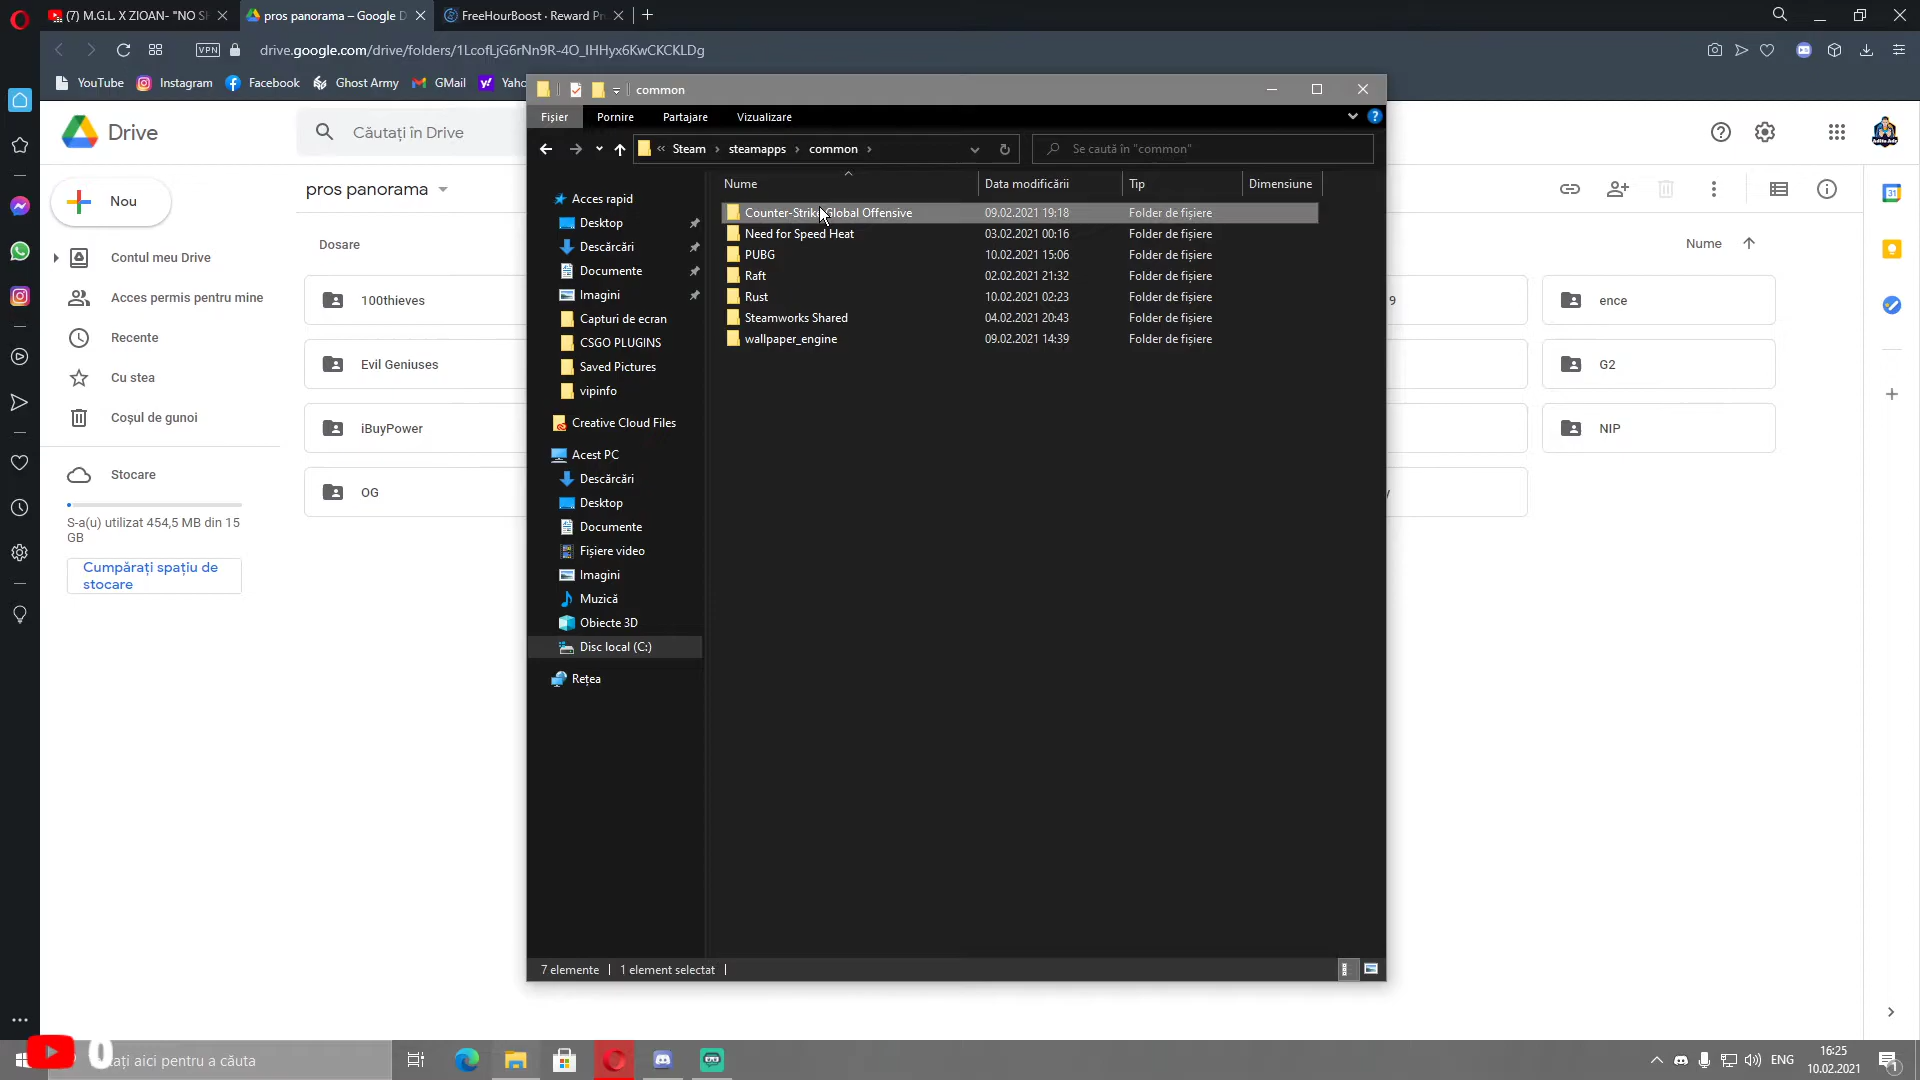 (7) M.G.L. X ZIOAN- "NO S
pros panorama – Google D
FreeHourBoost · Reward Pr
VPN
drive.google.com/drive/folders/1LcofLjG6rNn9R-4O_IHHyx6KwCKCKLDg
YouTube
Instagram
Facebook
Ghost Army
GMail
Yaho
common
Fișier
Pornire
Partajare
Vizualizare
Drive
Căutați în Drive
Steam
steamapps
common
Se caută în "common"
Nou
pros panorama
Dosare
Nume
Contul meu Drive
Acces permis pentru mine
Recente
Cu stea
Coșul de gunoi
Stocare
S-a(u) utilizat 454,5 MB din 15
GB
Cumpărați spațiu de
stocare
100thieves
Evil Geniuses
iBuyPower
OG
9
ence
G2
NIP
y
Acces rapid
Desktop
Descărcări
Documente
Imagini
Capturi de ecran
CSGO PLUGINS
Saved Pictures
vipinfo
Creative Cloud Files
Acest PC
Descărcări
Desktop
Documente
Fișiere video
Imagini
Muzică
Obiecte 3D
Disc local (C:)
Rețea
Nume Data modificării Tip Dimensiune
Counter-Strike Global Offensive 09.02.2021 19:18 Folder de fișiere
Need for Speed Heat 03.02.2021 00:16 Folder de fișiere
PUBG 10.02.2021 15:06 Folder de fișiere
Raft 02.02.2021 21:32 Folder de fișiere
Rust 10.02.2021 02:23 Folder de fișiere
Steamworks Shared 04.02.2021 20:43 Folder de fișiere
wallpaper_engine 09.02.2021 14:39 Folder de fișiere
7 elemente
1 element selectat
0
tați aici pentru a căuta
ENG
16:25
10.02.2021
1
31